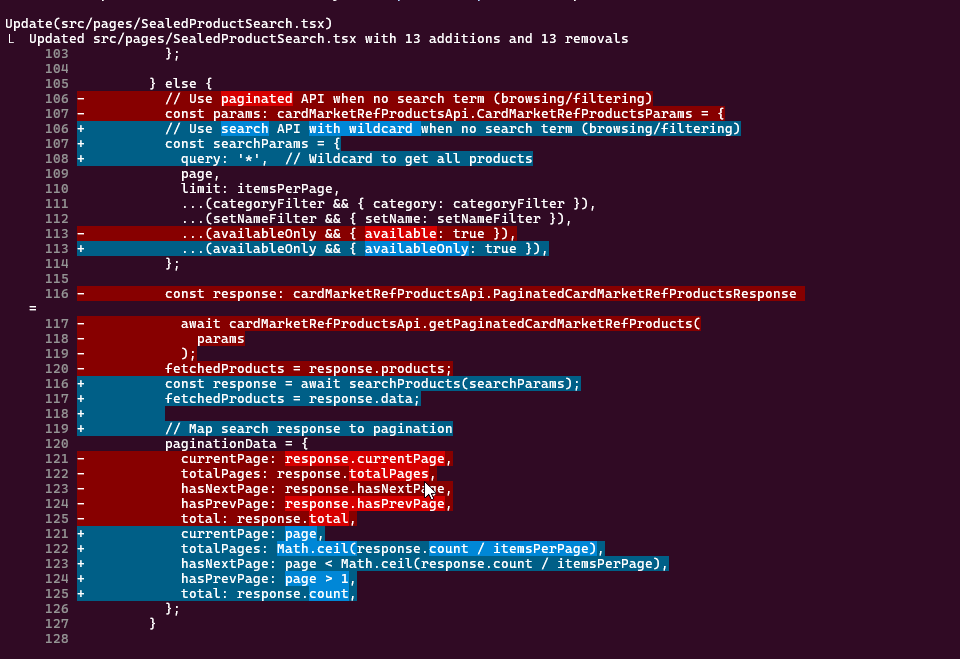 Update(src/pages/SealedProductSearch.tsx)
└ Updated src/pages/SealedProductSearch.tsx with 13 additions and 13 removals
103 };
104
105 } else {
106 - // Use paginated API when no search term (browsing/filtering)
107 - const params: cardMarketRefProductsApi.CardMarketRefProductsParams = {
106 + // Use search API with wildcard when no search term (browsing/filtering)
107 + const searchParams = {
108 + query: '*', // Wildcard to get all products
109 page,
110 limit: itemsPerPage,
111 ...(categoryFilter && { category: categoryFilter }),
112 ...(setNameFilter && { setName: setNameFilter }),
113 - ...(availableOnly && { available: true }),
113 + ...(availableOnly && { availableOnly: true }),
114 };
115
116 - const response: cardMarketRefProductsApi.PaginatedCardMarketRefProductsResponse
=
117 - await cardMarketRefProductsApi.getPaginatedCardMarketRefProducts(
118 - params
119 - );
120 - fetchedProducts = response.products;
116 + const response = await searchProducts(searchParams);
117 + fetchedProducts = response.data;
118 +
119 + // Map search response to pagination
120 paginationData = {
121 - currentPage: response.currentPage,
122 - totalPages: response.totalPages,
123 - hasNextPage: response.hasNextPage,
124 - hasPrevPage: response.hasPrevPage,
125 - total: response.total,
121 + currentPage: page,
122 + totalPages: Math.ceil(response.count / itemsPerPage),
123 + hasNextPage: page < Math.ceil(response.count / itemsPerPage),
124 + hasPrevPage: page > 1,
125 + total: response.count,
126 };
127 }
128